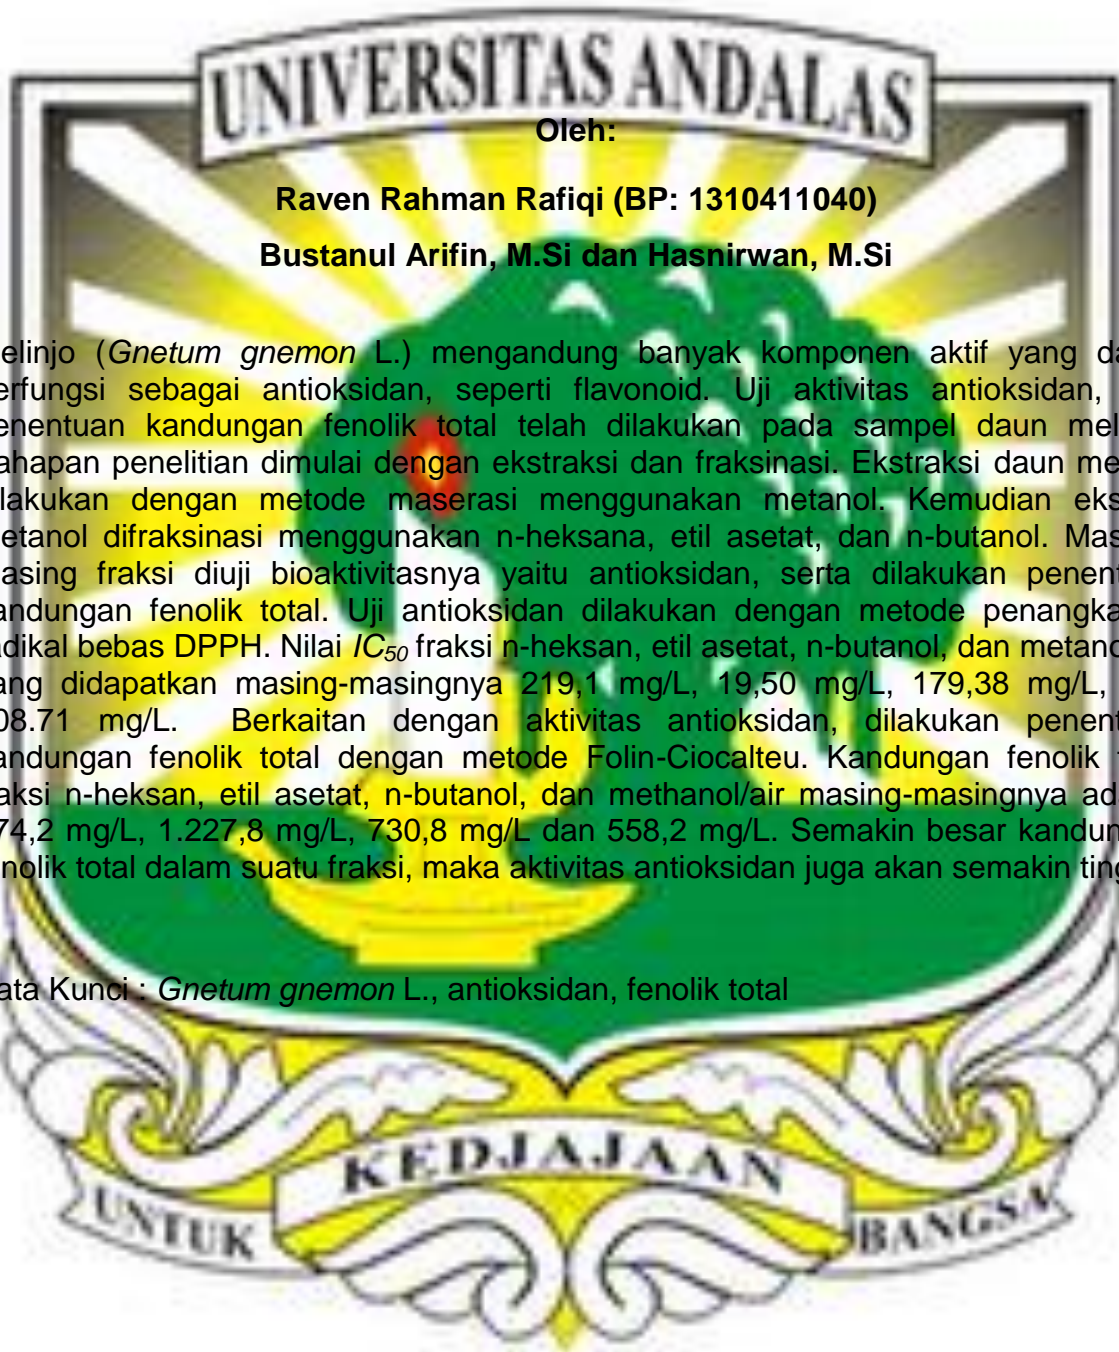 UNIVERSITAS ANDALAS
Oleh:
Raven Rahman Rafiqi (BP: 1310411040)
Bustanul Arifin, M.Si dan Hasnirwan, M.Si
elinjo (Gnetum gnemon L.) mengandung banyak komponen aktif yang da
erfungsi sebagai antioksidan, seperti flavonoid. Uji aktivitas antioksidan,
enentuan kandungan fenolik total telah dilakukan pada sampel daun mel
ahapan penelitian dimulai dengan ekstraksi dan fraksinasi. Ekstraksi daun me
lakukan dengan metode maserasi menggunakan metanol. Kemudian eks
etanol difraksinasi menggunakan n-heksana, etil asetat, dan n-butanol. Mas
asing fraksi diuji bioaktivitasnya yaitu antioksidan, serta dilakukan penent
andungan fenolik total. Uji antioksidan dilakukan dengan metode penangka
adikal bebas DPPH. Nilai IC50 fraksi n-heksan, etil asetat, n-butanol, dan metano
ang didapatkan masing-masingnya 219,1 mg/L, 19,50 mg/L, 179,38 mg/L,
08.71 mg/L. Berkaitan dengan aktivitas antioksidan, dilakukan penent
andungan fenolik total dengan metode Folin-Ciocalteu. Kandungan fenolik
aksi n-heksan, etil asetat, n-butanol, dan methanol/air masing-masingnya ad
74,2 mg/L, 1.227,8 mg/L, 730,8 mg/L dan 558,2 mg/L. Semakin besar kandun
nolik total dalam suatu fraksi, maka aktivitas antioksidan juga akan semakin ting
ata Kunci : Gnetum gnemon L., antioksidan, fenolik total
UNTUK KEDJAJAAN BANGSA